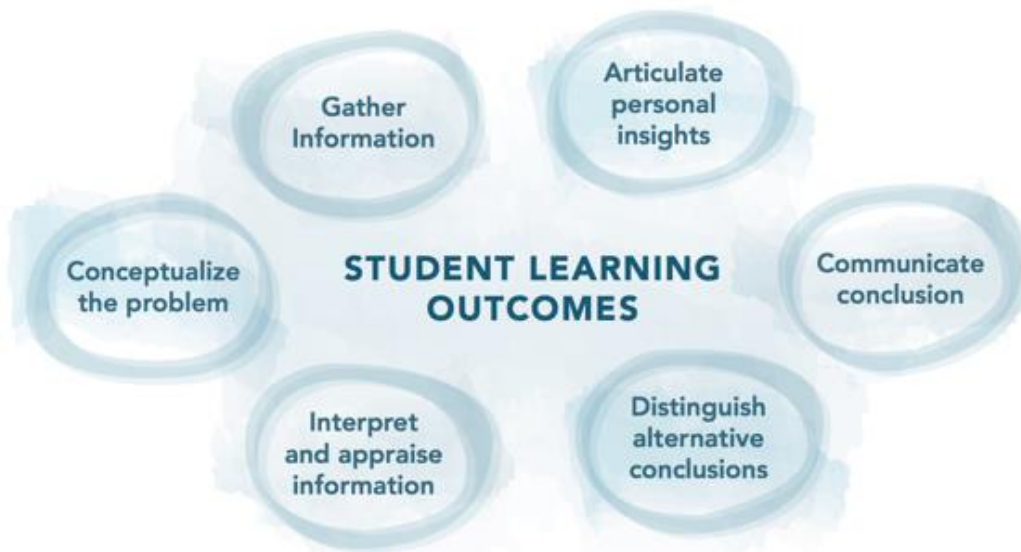 Articulate
personal
insights
Gather
Information
Conceptualize
the problem
STUDENT LEARNING
OUTCOMES
Communicate
conclusion
Interpret
and appraise
information
Distinguish
alternative
conclusions